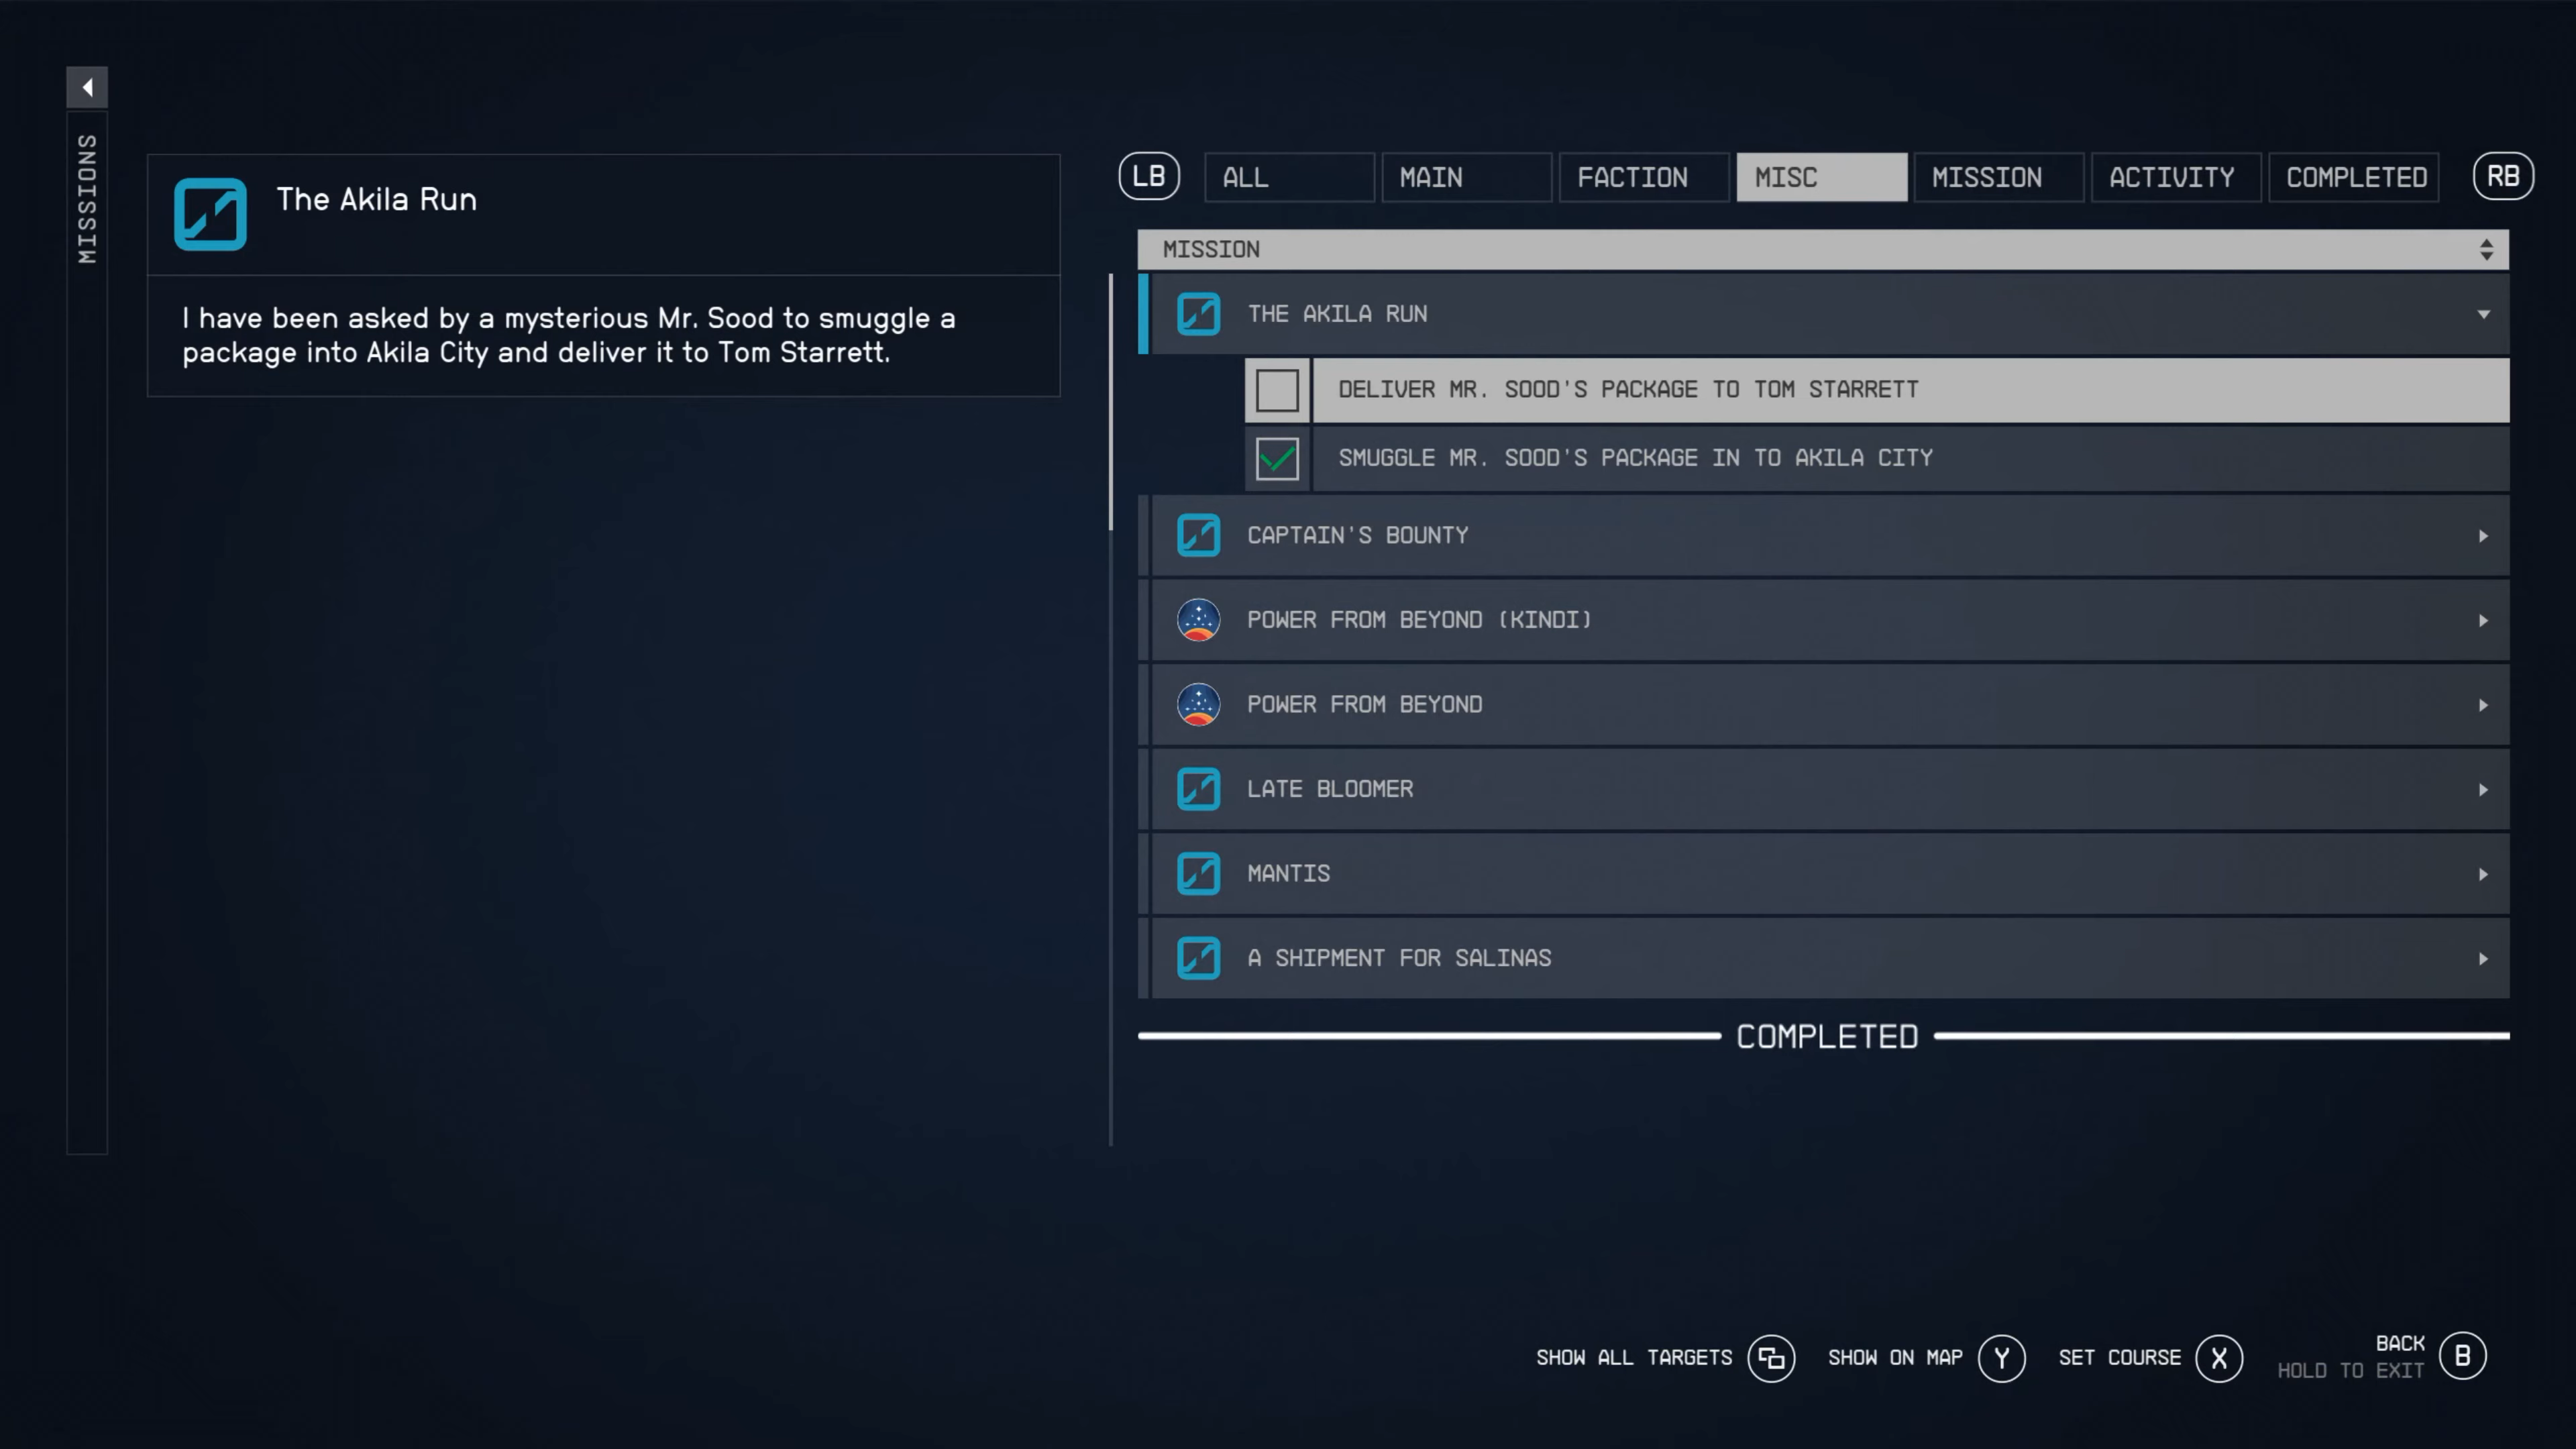 MISSIONS
The Akila Run
I have been asked by a mysterious Mr. Sood to smuggle a
package into Akila City and deliver it to Tom Starrett.
LB ALL MAIN FACTION MISC MISSION ACTIVITY COMPLETED RB
MISSION
THE AKILA RUN
DELIVER MR. SOOD'S PACKAGE TO TOM STARRETT
SMUGGLE MR. SOOD'S PACKAGE IN TO AKILA CITY
CAPTAIN'S BOUNTY
POWER FROM BEYOND (KINDI)
POWER FROM BEYOND
LATE BLOOMER
MANTIS
A SHIPMENT FOR SALINAS
COMPLETED
SHOW ALL TARGETS SHOW ON MAP Y SET COURSE X BACK B
HOLD TO EXIT